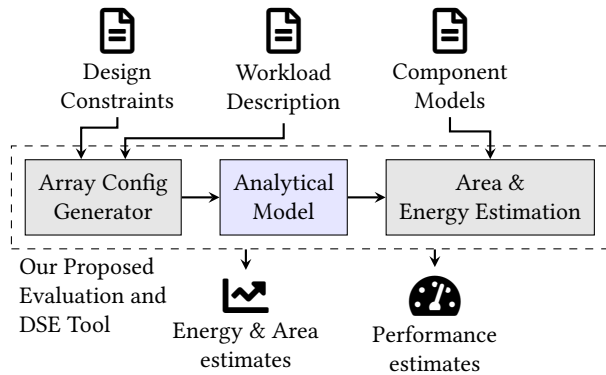 Design
Constraints
Workload
Description
Component
Models
Array Config
Generator
Analytical
Model
Area &
Energy Estimation
Our Proposed
Evaluation and
DSE Tool
Energy & Area
estimates
Performance
estimates